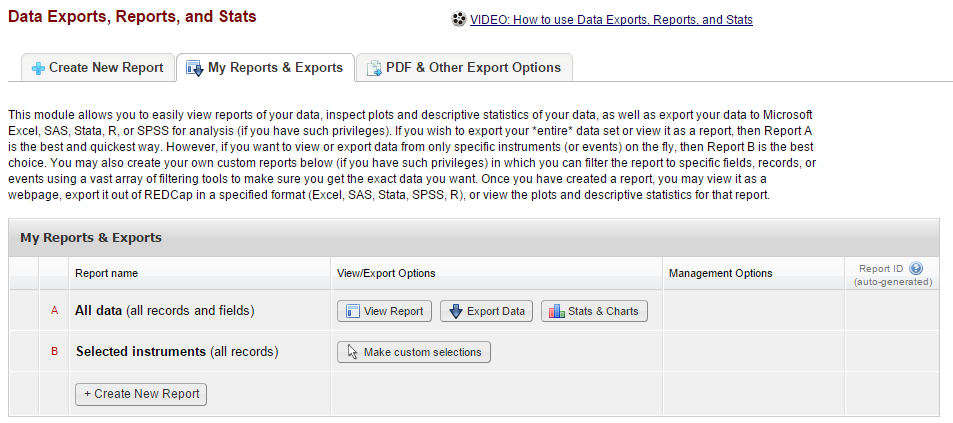 Data Exports, Reports, and Stats
VIDEO: How to use Data Exports, Reports, and Stats
Create New Report
My Reports & Exports
PDF & Other Export Options
This module allows you to easily view reports of your data, inspect plots and descriptive statistics of your data, as well as export your data to Microsoft
Excel, SAS, Stata, R, or SPSS for analysis (if you have such privileges). If you wish to export your *entire* data set or view it as a report, then Report A
is the best and quickest way. However, if you want to view or export data from only specific instruments (or events) on the fly, then Report B is the best
choice. You may also create your own custom reports below (if you have such privileges) in which you can filter the report to specific fields, records, or
events using a vast array of filtering tools to make sure you get the exact data you want. Once you have created a report, you may view it as a
webpage, export it out of REDCap in a specified format (Excel, SAS, Stata, SPSS, R), or view the plots and descriptive statistics for that report.
My Reports & Exports
Report name
View/Export Options
Management Options
Report ID ?
(auto-generated)
A All data (all records and fields) View Report Export Data Stats & Charts
B Selected instruments (all records) Make custom selections
+ Create New Report